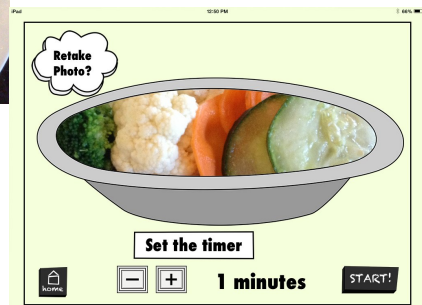 iPad
12:50 PM
66%
Retake
Photo?
Set the timer
− +
1 minutes
home
START!